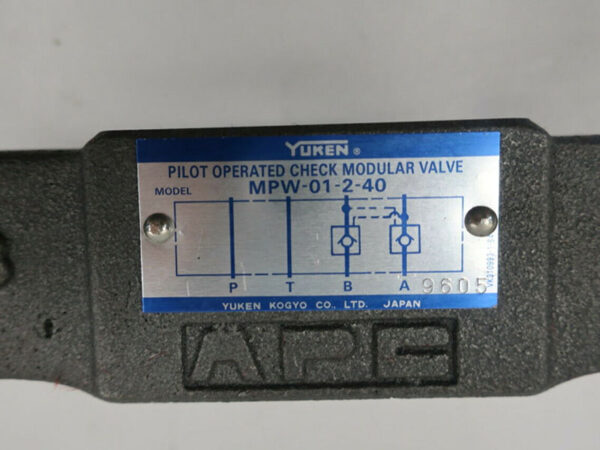 YUKEN ®
PILOT OPERATED CHECK MODULAR VALVE
MODEL MPW-01-2-40
P T B A
9605
YUKEN KOGYO CO., LTD. JAPAN
APC